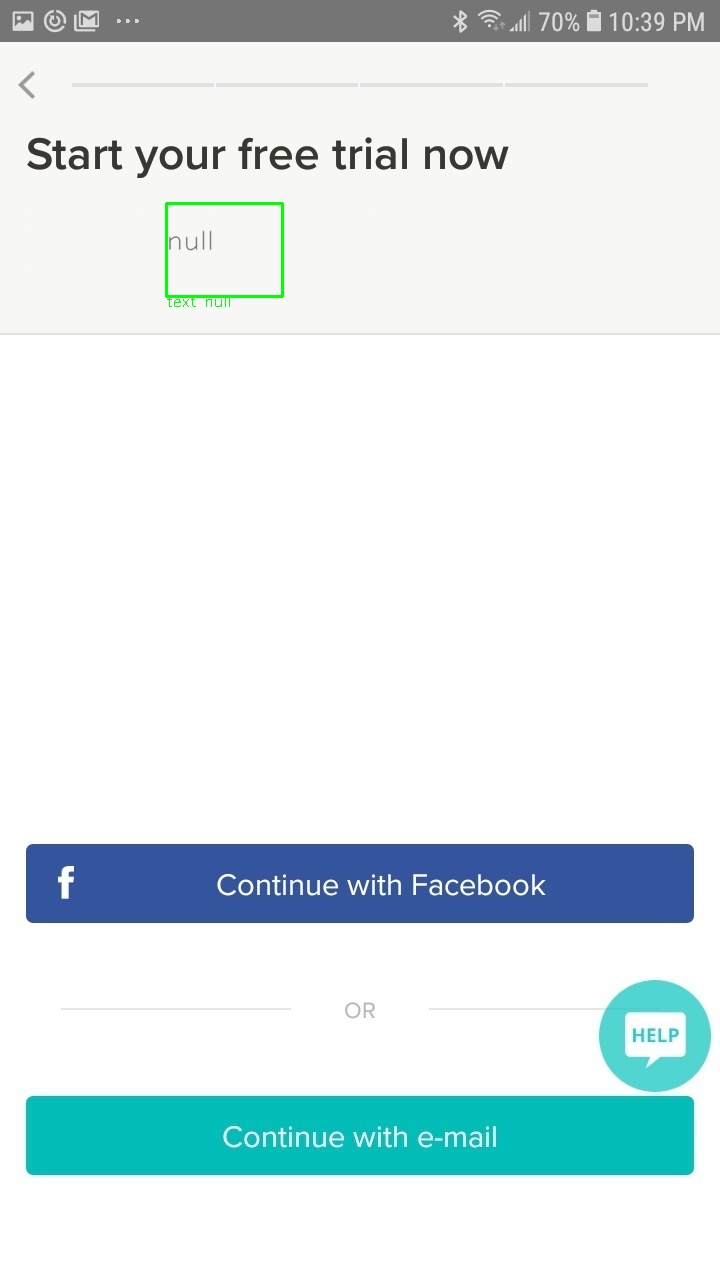 70% 10:39 PM
Start your free trial now
null
text null
f Continue with Facebook
OR
HELP
Continue with e-mail